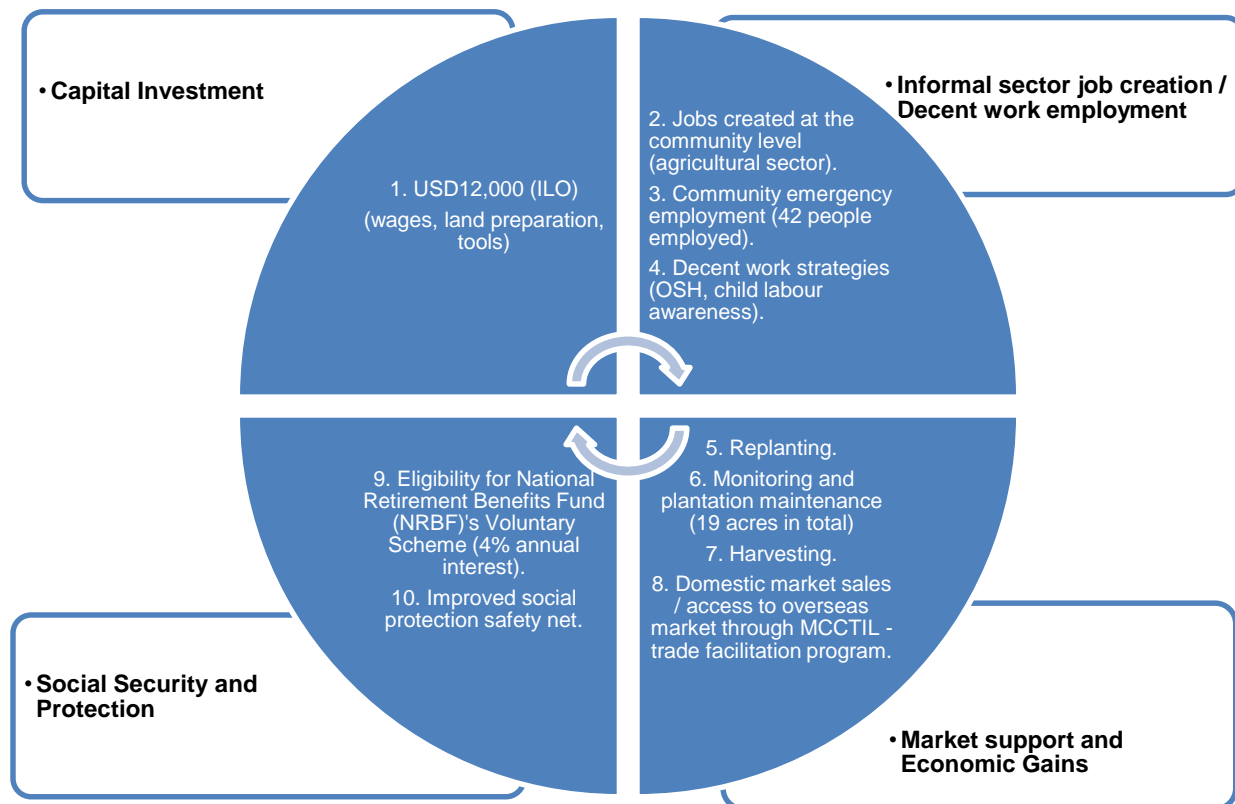 • Capital Investment
1. USD12,000 (ILO)
(wages, land preparation,
tools)
• Informal sector job creation /
Decent work employment
2. Jobs created at the
community level
(agricultural sector).
3. Community emergency
employment (42 people
employed).
4. Decent work strategies
(OSH, child labour
awareness).
5. Replanting.
6. Monitoring and
plantation maintenance
(19 acres in total)
7. Harvesting.
8. Domestic market sales
/ access to overseas
market through MCCTIL -
trade facilitation program.
• Market support and
Economic Gains
9. Eligibility for National
Retirement Benefits Fund
(NRBF)'s Voluntary
Scheme (4% annual
interest).
10. Improved social
protection safety net.
• Social Security and
Protection